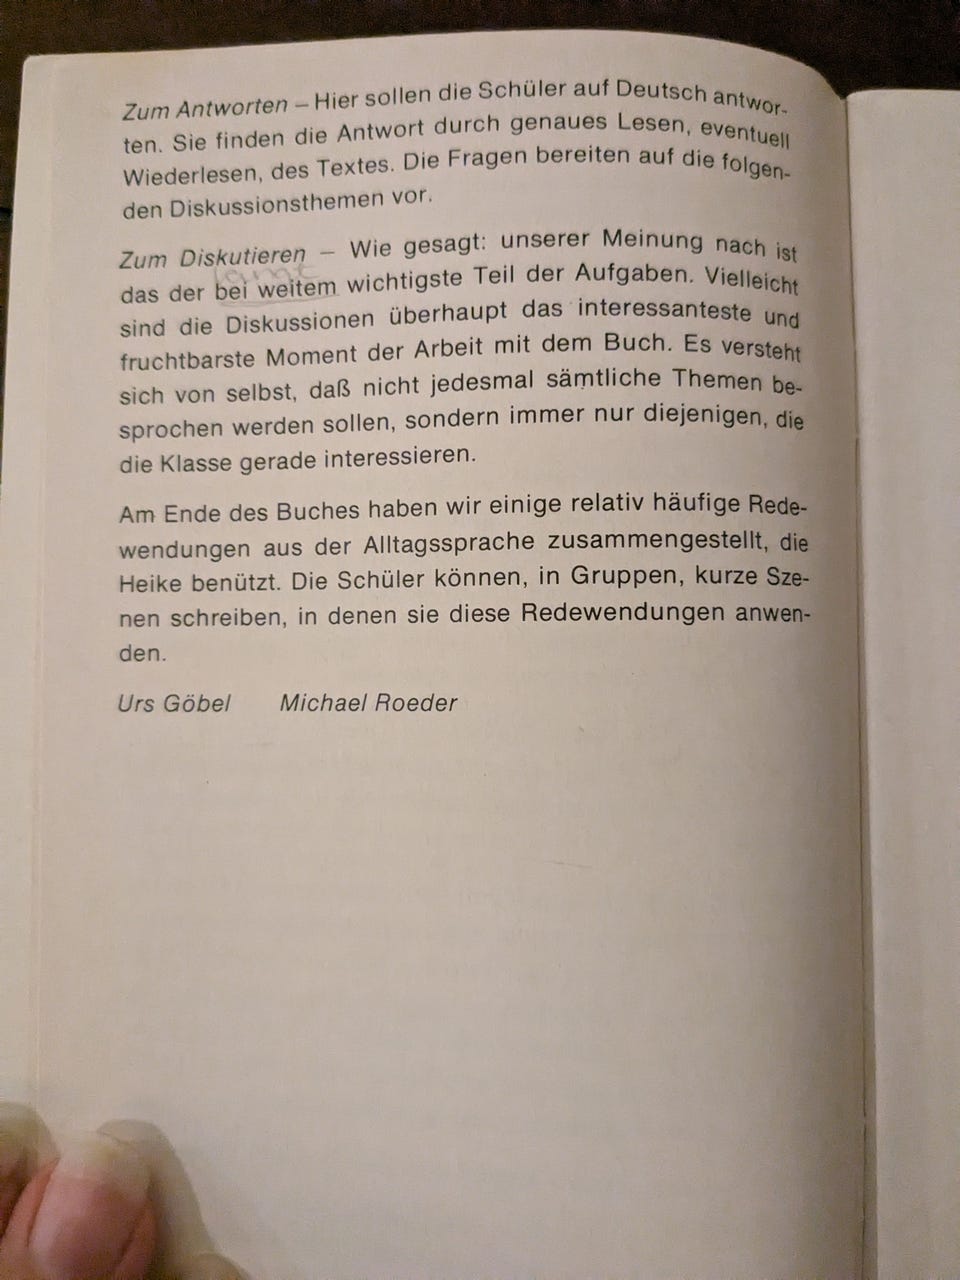 Zum Antworten – Hier sollen die Schüler auf Deutsch antwor-
ten. Sie finden die Antwort durch genaues Lesen, eventuell
Wiederlesen, des Textes. Die Fragen bereiten auf die folgen-
den Diskussionsthemen vor.
Zum Diskutieren – Wie gesagt: unserer Meinung nach ist
das der bei weitem wichtigste Teil der Aufgaben. Vielleicht
sind die Diskussionen überhaupt das interessanteste und
fruchtbarste Moment der Arbeit mit dem Buch. Es versteht
sich von selbst, daß nicht jedesmal sämtliche Themen be-
sprochen werden sollen, sondern immer nur diejenigen, die
die Klasse gerade interessieren.
Am Ende des Buches haben wir einige relativ häufige Rede-
wendungen aus der Alltagssprache zusammengestellt, die
Heike benützt. Die Schüler können, in Gruppen, kurze Sze-
nen schreiben, in denen sie diese Redewendungen anwen-
den.
Urs Göbel Michael Roeder